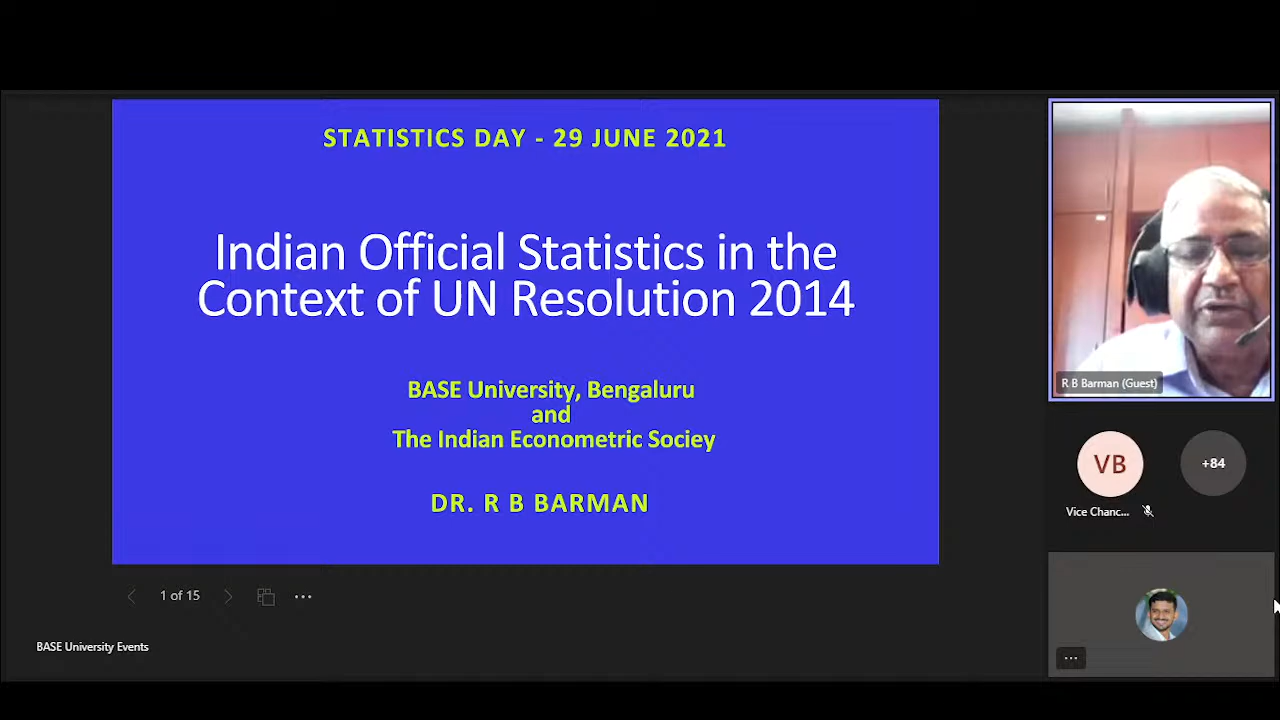 STATISTICS DAY - 29 JUNE 2021
Indian Official Statistics in the
Context of UN Resolution 2014
BASE University, Bengaluru
and
The Indian Econometric Sociey
DR. R B BARMAN
R B Barman (Guest)
VB
+84
Vice Chanc...
1 of 15
BASE University Events